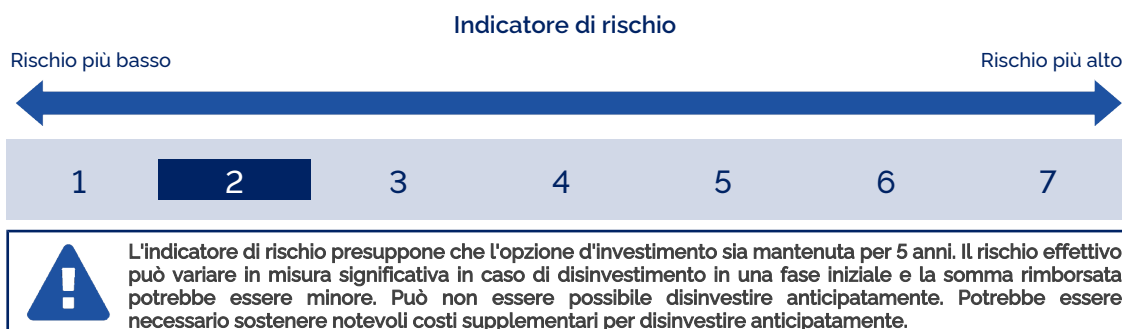 Indicatore di rischio
Rischio più basso
Rischio più alto
1 2 3 4 5 6 7
L'indicatore di rischio presuppone che l'opzione d'investimento sia mantenuta per 5 anni. Il rischio effettivo
può variare in misura significativa in caso di disinvestimento in una fase iniziale e la somma rimborsata
potrebbe essere minore. Può non essere possibile disinvestire anticipatamente. Potrebbe essere
necessario sostenere notevoli costi supplementari per disinvestire anticipatamente.